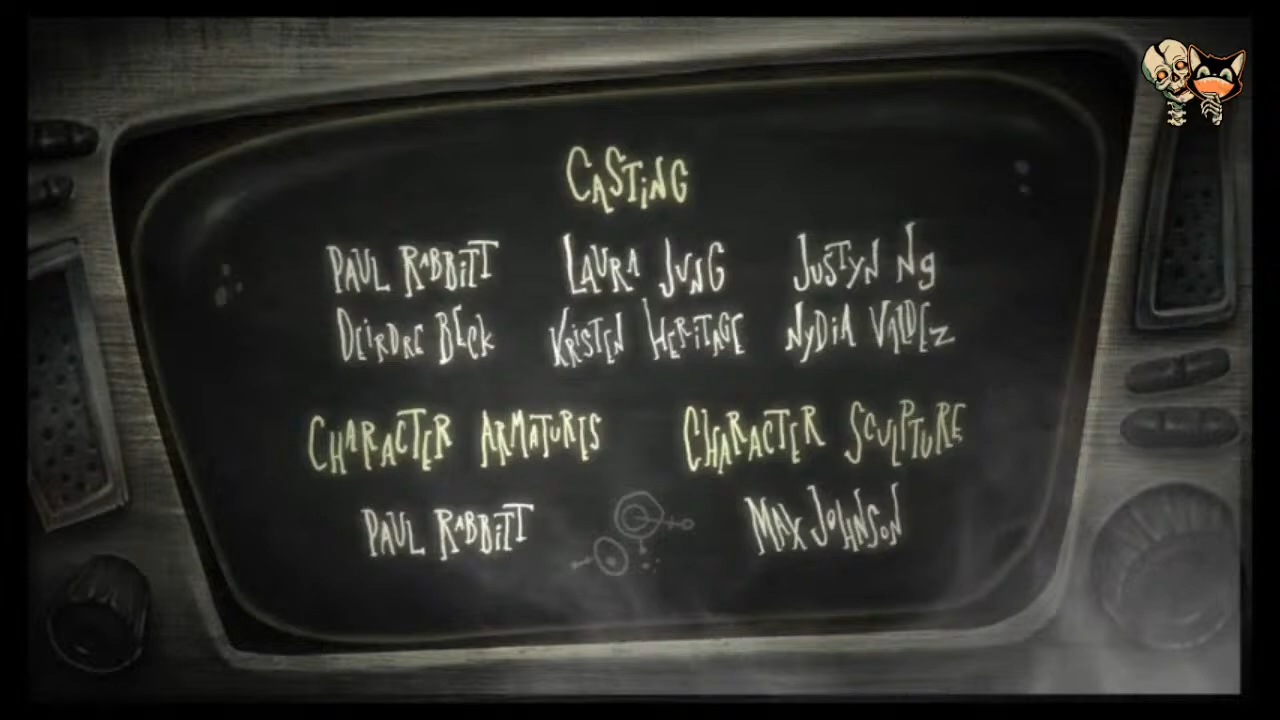 CASTING
PAUL RABBITT LAURA JUNG JUSTYN Ng
DEIRDRE BECK KRISTEN HERITAGE NYDIA VALDEZ
CHARACTER ARMATURES CHARACTER SCULPTURE
PAUL RABBITT MAX JOHNSON